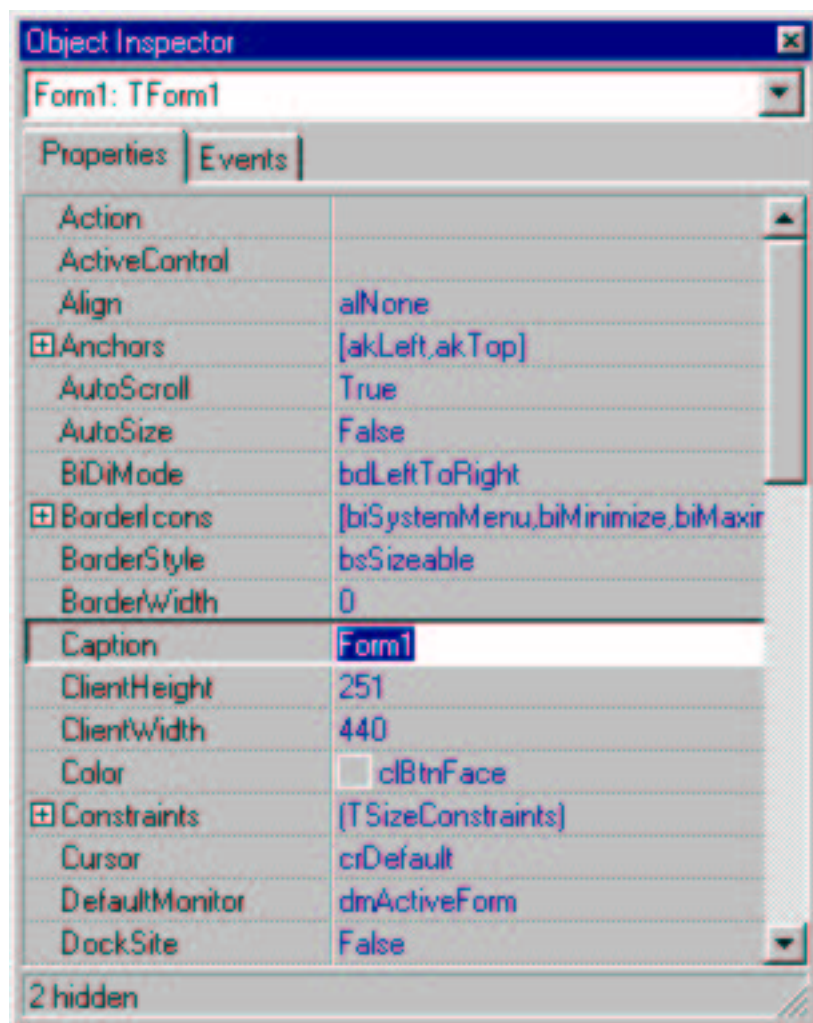 Object Inspector
Form1: TForm1
Properties Events
Action
ActiveControl
Align alNone
Anchors [akLeft,akTop]
AutoScroll True
AutoSize False
BiDiMode bdLeftToRight
BorderIcons [biSystemMenu,biMinimize,biMaxir
BorderStyle bsSizeable
BorderWidth 0
Caption Form1
ClientHeight 251
ClientWidth 440
Color clBtnFace
Constraints (TSizeConstraints)
Cursor crDefault
DefaultMonitor dmActiveForm
DockSite False
2 hidden